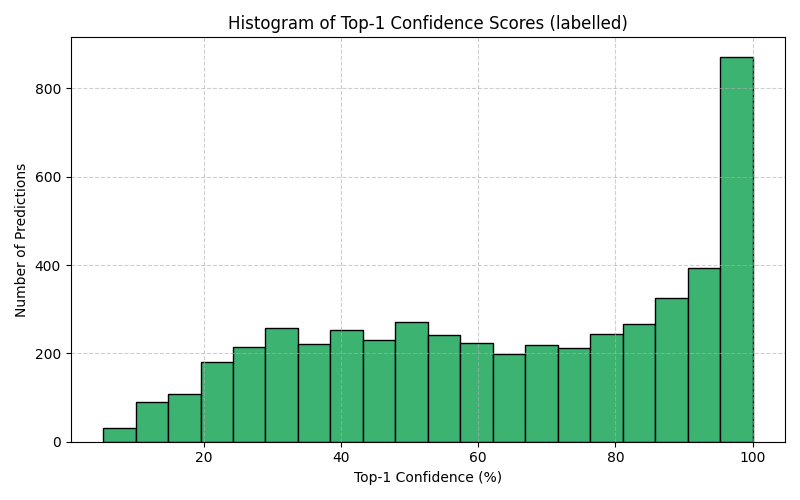 Histogram of Top-1 Confidence Scores (labelled)
Number of Predictions
800
600
400
200
0
20 40 60 80 100
Top-1 Confidence (%)